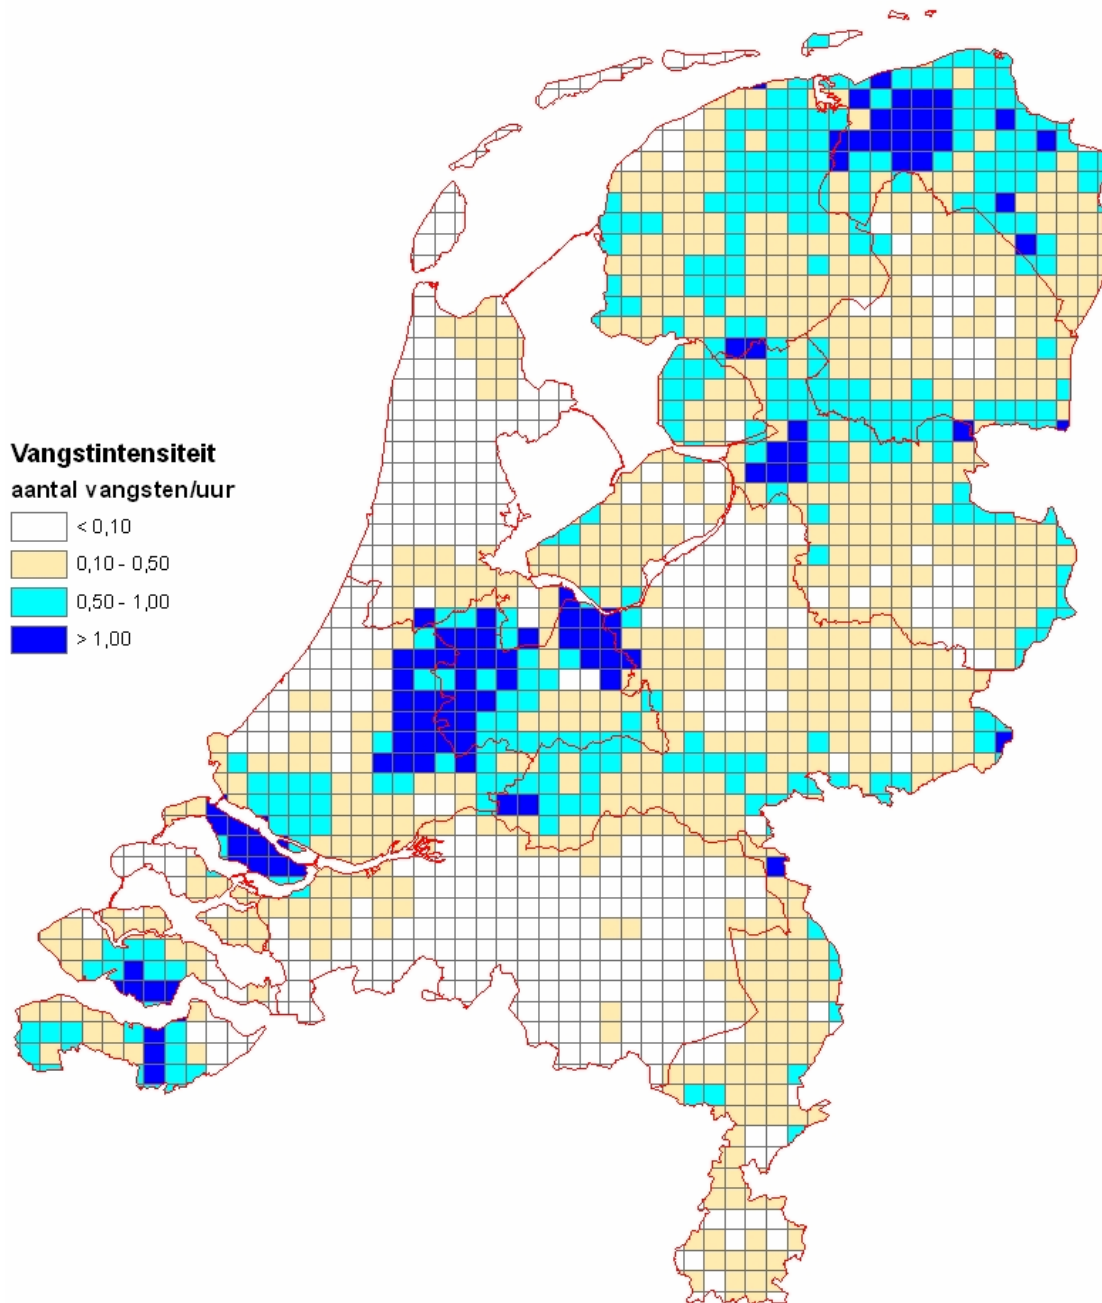 Vangstintensiteit
aantal vangsten/uur
< 0,10
0,10 - 0,50
0,50 - 1,00
> 1,00